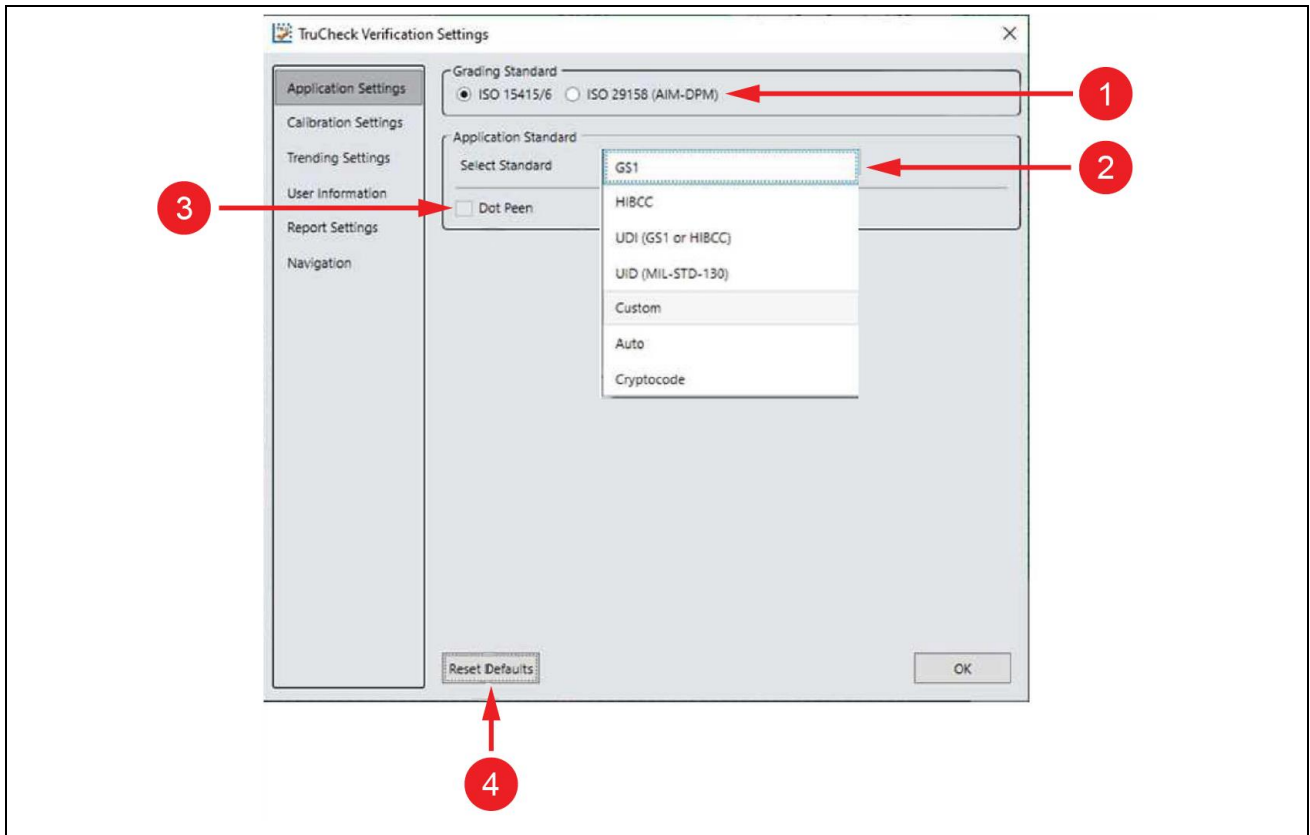 TruCheck Verification Settings
Application Settings
Calibration Settings
Trending Settings
User Information
Report Settings
Navigation
Grading Standard
ISO 15415/6 ISO 29158 (AIM-DPM)
1
Application Standard
Select Standard
GS1
2
HIBCC
UDI (GS1 or HIBCC)
UID (MIL-STD-130)
Custom
Auto
Cryptocode
3
Dot Peen
Reset Defaults
OK
4